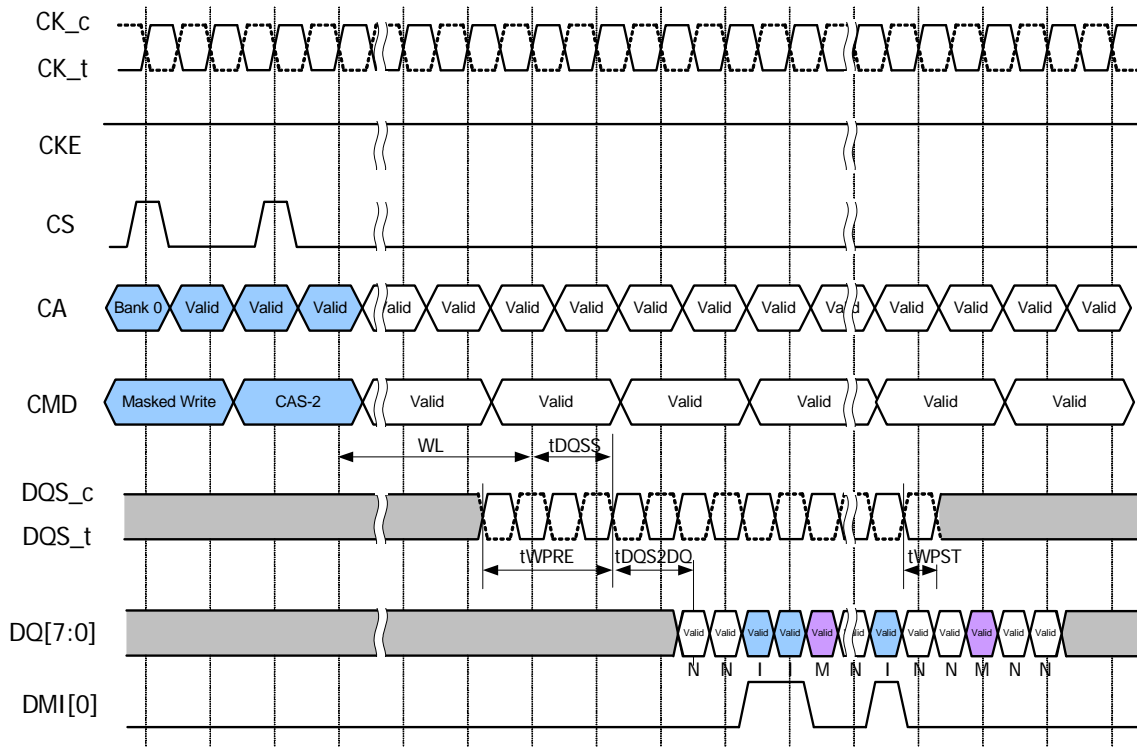 CK_c
CK_t
CKE
CS
CA Bank 0 Valid Valid Valid alid Valid Valid Valid Valid Valid Valid Valid Valid Valid Valid Valid
CMD Masked Write CAS-2 Valid Valid Valid Valid Valid Valid
WL tDQSS
DQS_c
DQS_t
tWPRE tDQS2DQ tWPST
DQ[7:0] Valid Valid Valid Valid Valid lid Valid Valid Valid Valid Valid Valid
N N I I M N I N N M N N
DMI[0]